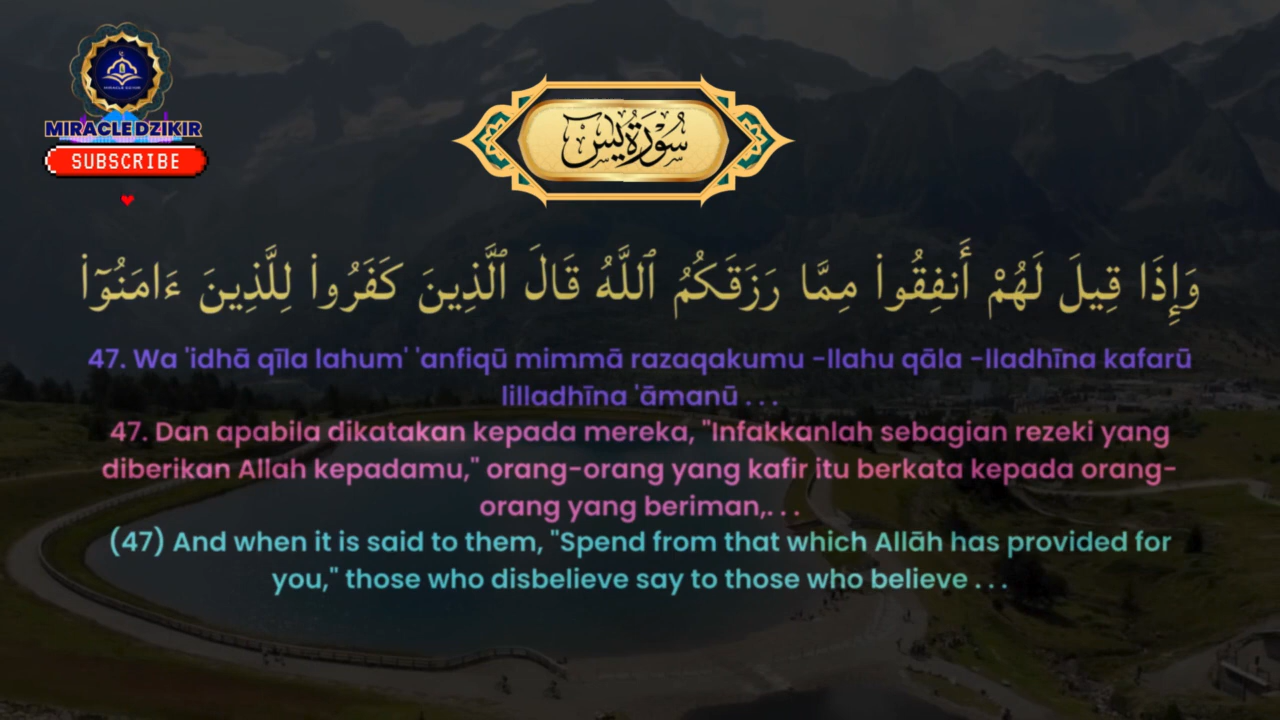 MIRACLE DZIKIR
SUBSCRIBE
سُورَةُ يس
وَإِذَا قِيلَ لَهُمْ أَنفِقُوا۟ مِمَّا رَزَقَكُمُ ٱللَّهُ قَالَ ٱلَّذِينَ كَفَرُوا۟ لِلَّذِينَ ءَامَنُوٓا۟
47. Wa 'idhā qīla lahum' 'anfiqū mimmā razaqakumu -llahu qāla -lladhīna kafarū
lilladhīna 'āmanū . . .
47. Dan apabila dikatakan kepada mereka, "Infakkanlah sebagian rezeki yang
diberikan Allah kepadamu," orang-orang yang kafir itu berkata kepada orang-
orang yang beriman,. . .
(47) And when it is said to them, "Spend from that which Allāh has provided for
you," those who disbelieve say to those who believe . . .